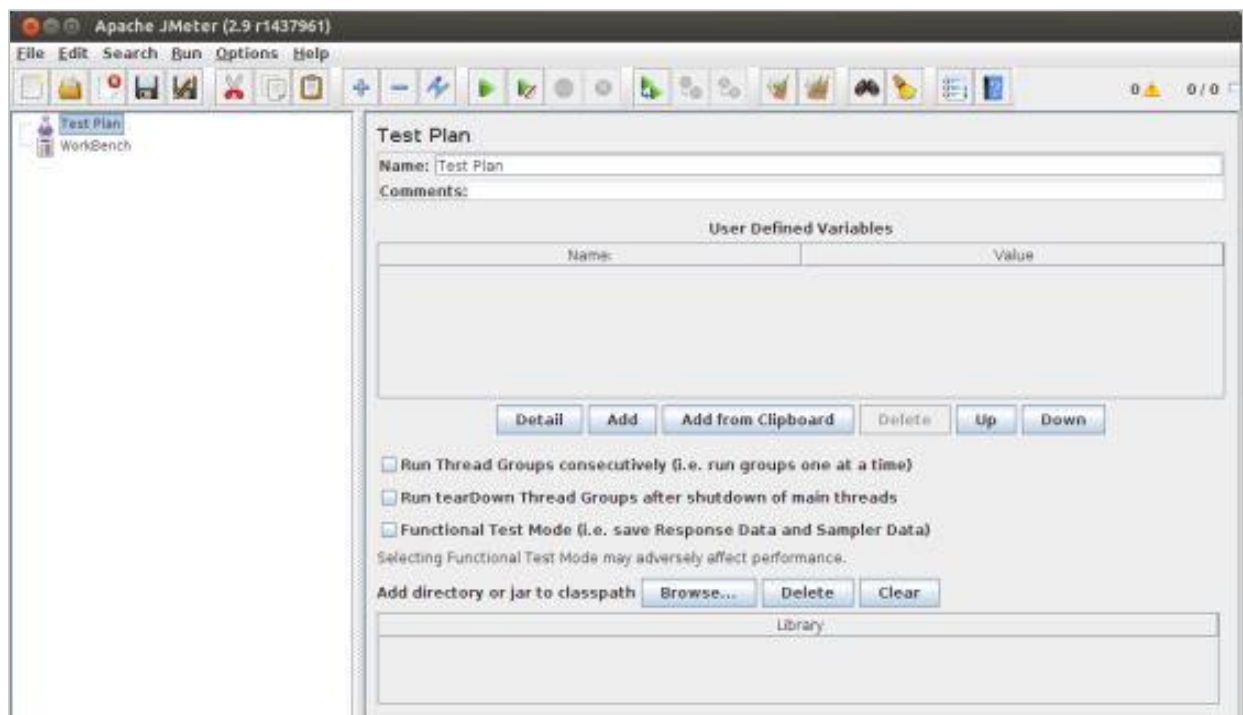 Apache JMeter (2.9 r1437961)
File Edit Search Run Options Help
0 0 / 0
Test Plan
WorkBench
Test Plan
Name: Test Plan
Comments:
User Defined Variables
Name: Value
Detail Add Add from Clipboard Delete Up Down
Run Thread Groups consecutively (i.e. run groups one at a time)
Run tearDown Thread Groups after shutdown of main threads
Functional Test Mode (i.e. save Response Data and Sampler Data)
Selecting Functional Test Mode may adversely affect performance.
Add directory or jar to classpath Browse... Delete Clear
Library